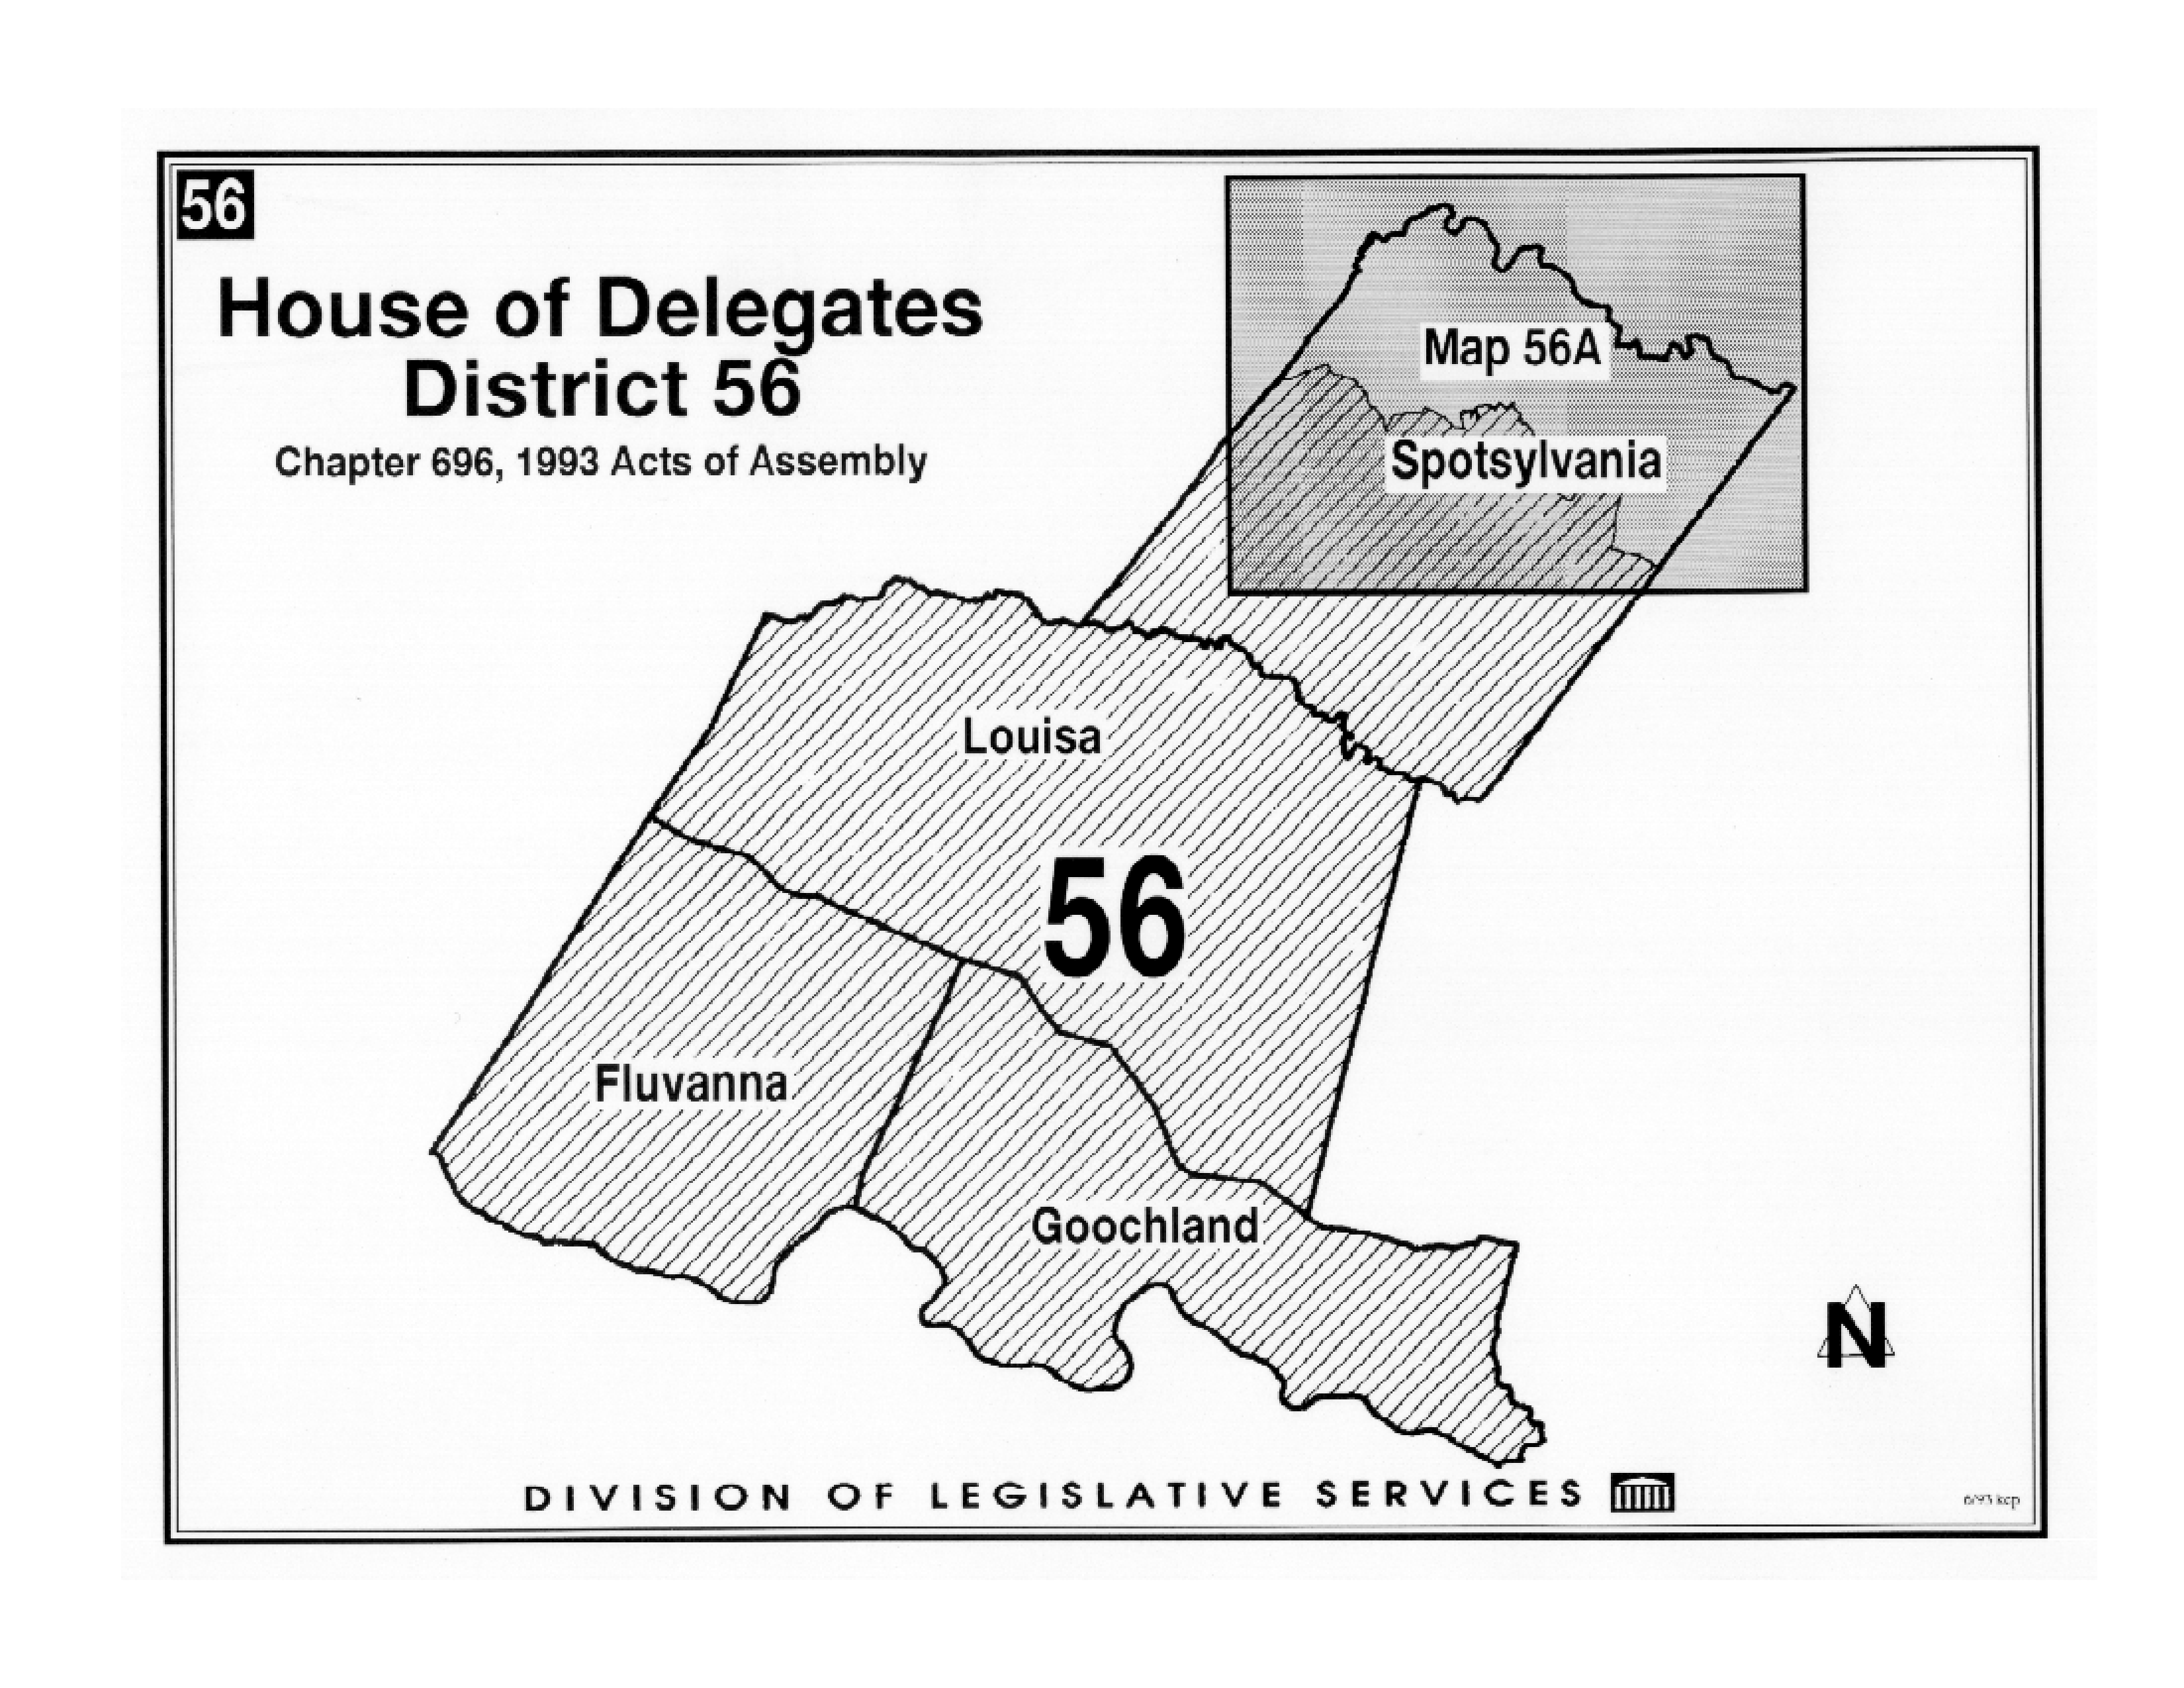 56
House of Delegates
District 56
Chapter 696, 1993 Acts of Assembly
Map 56A
Spotsylvania
Louisa
56
Fluvanna
Goochland
N
DIVISION OF LEGISLATIVE SERVICES
6/93 kcp